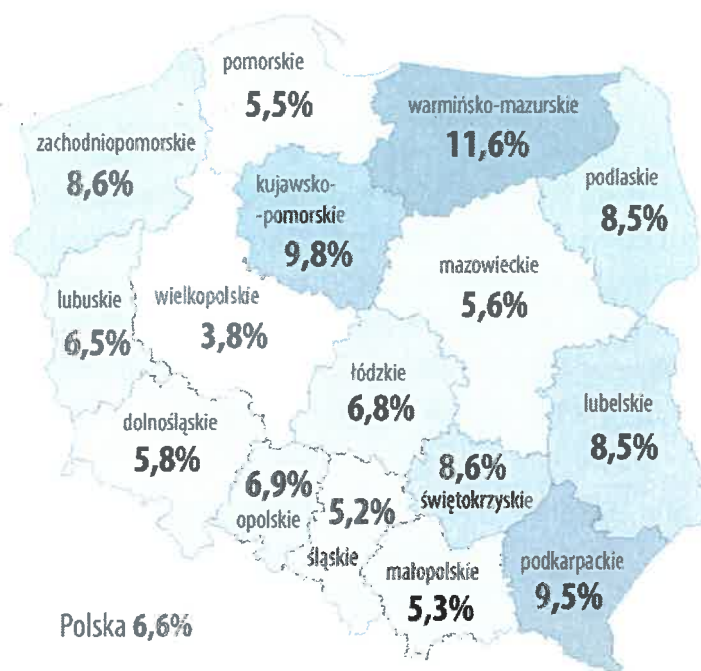 pomorskie
5,5%
warmińsko-mazurskie
11,6%
zachodniopomorskie
8,6%
kujawsko-
-pomorskie
9,8%
podlaskie
8,5%
mazowieckie
5,6%
lubuskie
6,5%
wielkopolskie
3,8%
łódzkie
6,8%
lubelskie
8,5%
dolnośląskie
5,8%
6,9%
opolskie
5,2%
śląskie
8,6%
świętokrzyskie
małopolskie
5,3%
podkarpackie
9,5%
Polska 6,6%